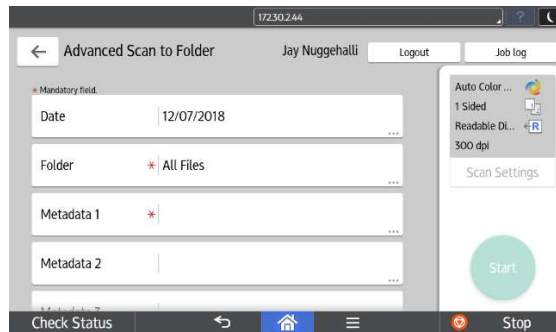 172.30.2.44
?
Advanced Scan to Folder
Jay Nuggehalli
Logout
Job log
* Mandatory field.
Date
12/07/2018
...
Folder
* All Files
...
Metadata 1
*
...
Metadata 2
...
Auto Color ...
1 Sided
Readable Di...
R
300 dpi
Scan Settings
Start
Check Status
Stop